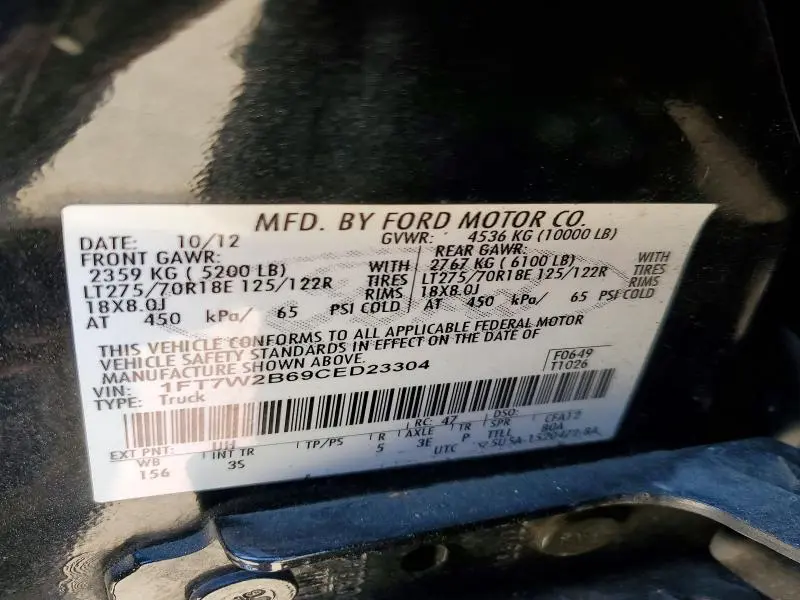 MFD. BY FORD MOTOR CO.
DATE: 10/12 GVWR: 4536 KG (10000 LB)
FRONT GAWR: REAR GAWR:
2359 KG ( 5200 LB) WITH 2767 KG ( 6100 LB) WITH
LT275/70R18E 125/122R TIRES LT275/70R18E 125/122R TIRES
18X8.0J RIMS 18X8.0J RIMS
AT 450 kPa/ 65 PSI COLD AT 450 kPa/ 65 PSI COLD
THIS VEHICLE CONFORMS TO ALL APPLICABLE FEDERAL MOTOR
VEHICLE SAFETY STANDARDS IN EFFECT ON THE DATE OF
MANUFACTURE SHOWN ABOVE.
VIN: 1FT7W2B69CED23304 F0649
TYPE: Truck T1026
EXT PNT: UH RC: 47 DSO:
WB INT TR TP/PS R AXLE TR SPR
156 3S 5 3E P TTLL 80A
UTC